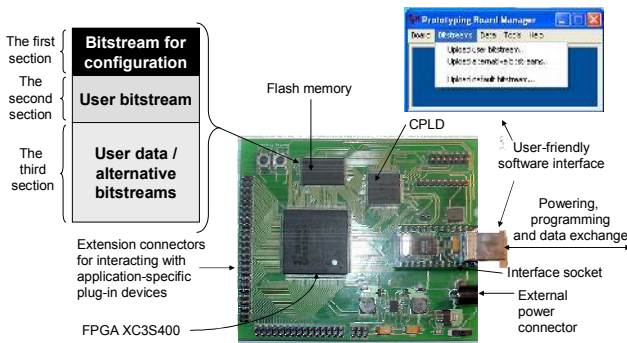 The first
section
Bitstream for
configuration
The
second
section
User bitstream
The
third
section
User data /
alternative
bitstreams
Flash memory
CPLD
Prototyping Board Manager
Board Bitstreams Data Tools Help
Upload user bitstream..
Upload alternative bitstreams..
Upload default bitstream...
User-friendly
software interface
Powering,
programming
and data exchange
Interface socket
External
power
connector
Extension connectors
for interacting with
application-specific
plug-in devices
FPGA XC3S400